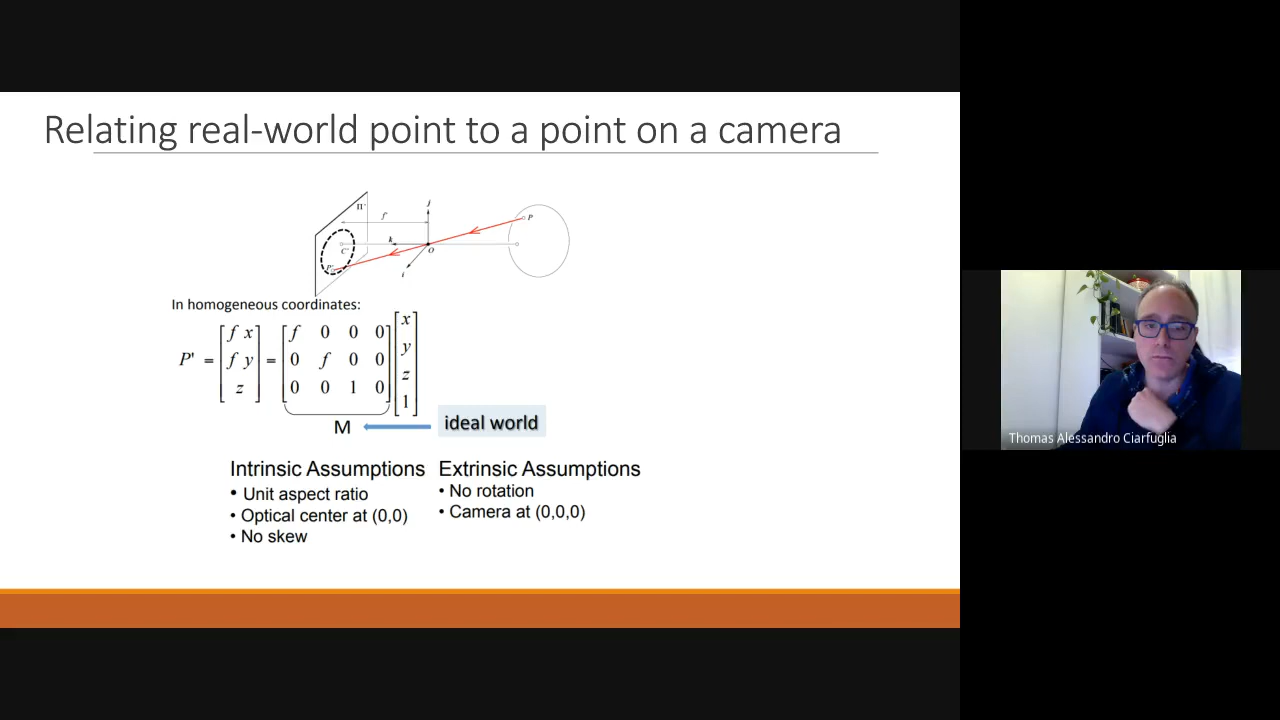 Relating real-world point to a point on a camera
Π'
j
f'
P
k
C'
O
P'
i
In homogeneous coordinates:
P' = [f x; f y; z] = [f 0 0 0; 0 f 0 0; 0 0 1 0] [x; y; z; 1]
M
ideal world
Intrinsic Assumptions
• Unit aspect ratio
• Optical center at (0,0)
• No skew
Extrinsic Assumptions
• No rotation
• Camera at (0,0,0)
Thomas Alessandro Ciarfuglia